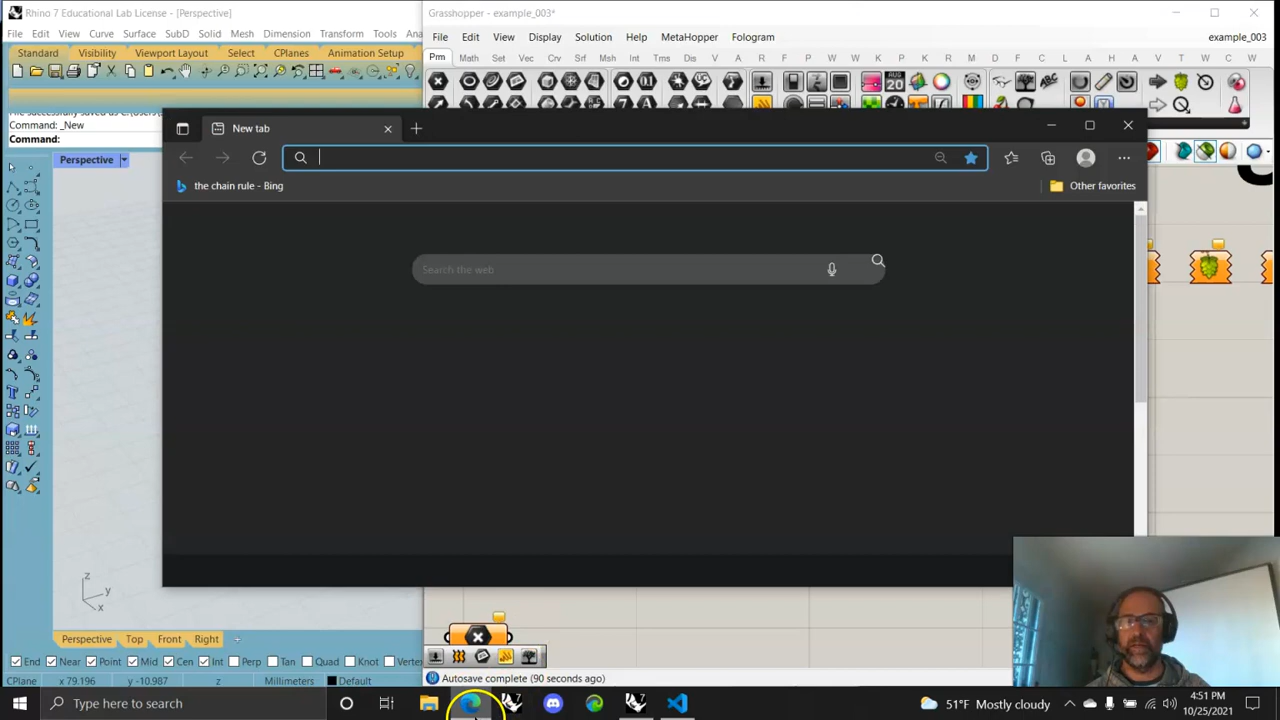 Rhino 7 Educational Lab License - [Perspective]
File Edit View Curve Surface SubD Solid Mesh Dimension Transform Tools Ana
Standard Visibility Viewport Layout Select CPlanes Animation Setup
Command: _New
Command:
Perspective
Grasshopper - example_003*
File Edit View Display Solution Help MetaHopper Fologram example_003
Prm Math Set Vec Crv Srf Msh Int Trns Dis V R P W W P K R L E F B P H D A P T W C W
AUG
20
New tab
the chain rule - Bing
Other favorites
Search the web
z
y
x
Perspective Top Front Right
End Near Point Mid Cen Int Perp Tan Quad Knot Vertex
CPlane x 79.196 y -10.987 z Millimeters Default
Autosave complete (90 seconds ago)
Type here to search
51°F Mostly cloudy
4:51 PM
10/25/2021